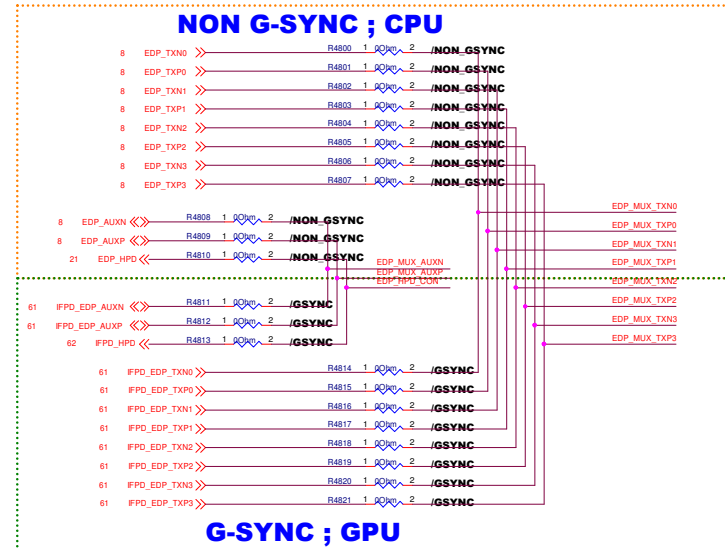 NON G-SYNC ; CPU
8 EDP_TXN0 R4800 1 0Ohm 2 /NON_GSYNC
8 EDP_TXP0 R4801 1 0Ohm 2 /NON_GSYNC
8 EDP_TXN1 R4802 1 0Ohm 2 /NON_GSYNC
8 EDP_TXP1 R4803 1 0Ohm 2 /NON_GSYNC
8 EDP_TXN2 R4804 1 0Ohm 2 /NON_GSYNC
8 EDP_TXP2 R4805 1 0Ohm 2 /NON_GSYNC
8 EDP_TXN3 R4806 1 0Ohm 2 /NON_GSYNC
8 EDP_TXP3 R4807 1 0Ohm 2 /NON_GSYNC
EDP_MUX_TXN0
8 EDP_AUXN R4808 1 0Ohm 2 /NON_GSYNC
EDP_MUX_TXP0
8 EDP_AUXP R4809 1 0Ohm 2 /NON_GSYNC
EDP_MUX_TXN1
21 EDP_HPD R4810 1 0Ohm 2 /NON_GSYNC
EDP_MUX_AUXN EDP_MUX_TXP1
EDP_MUX_AUXP
EDP_HPD_CON EDP_MUX_TXN2
61 IFPD_EDP_AUXN R4811 1 0Ohm 2 /GSYNC
EDP_MUX_TXP2
61 IFPD_EDP_AUXP R4812 1 0Ohm 2 /GSYNC
EDP_MUX_TXN3
62 IFPD_HPD R4813 1 0Ohm 2 /GSYNC
EDP_MUX_TXP3
61 IFPD_EDP_TXN0 R4814 1 0Ohm 2 /GSYNC
61 IFPD_EDP_TXP0 R4815 1 0Ohm 2 /GSYNC
61 IFPD_EDP_TXN1 R4816 1 0Ohm 2 /GSYNC
61 IFPD_EDP_TXP1 R4817 1 0Ohm 2 /GSYNC
61 IFPD_EDP_TXN2 R4818 1 0Ohm 2 /GSYNC
61 IFPD_EDP_TXP2 R4819 1 0Ohm 2 /GSYNC
61 IFPD_EDP_TXN3 R4820 1 0Ohm 2 /GSYNC
61 IFPD_EDP_TXP3 R4821 1 0Ohm 2 /GSYNC
G-SYNC ; GPU